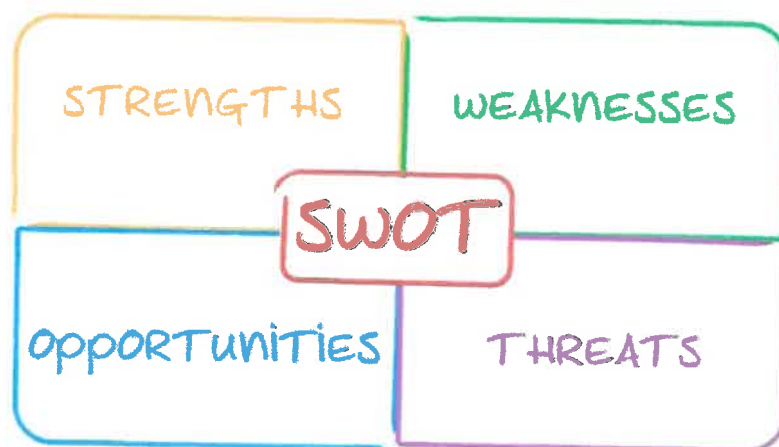 STRENGTHS
WEAKNESSES
SWOT
OPPORTUNITIES
THREATS